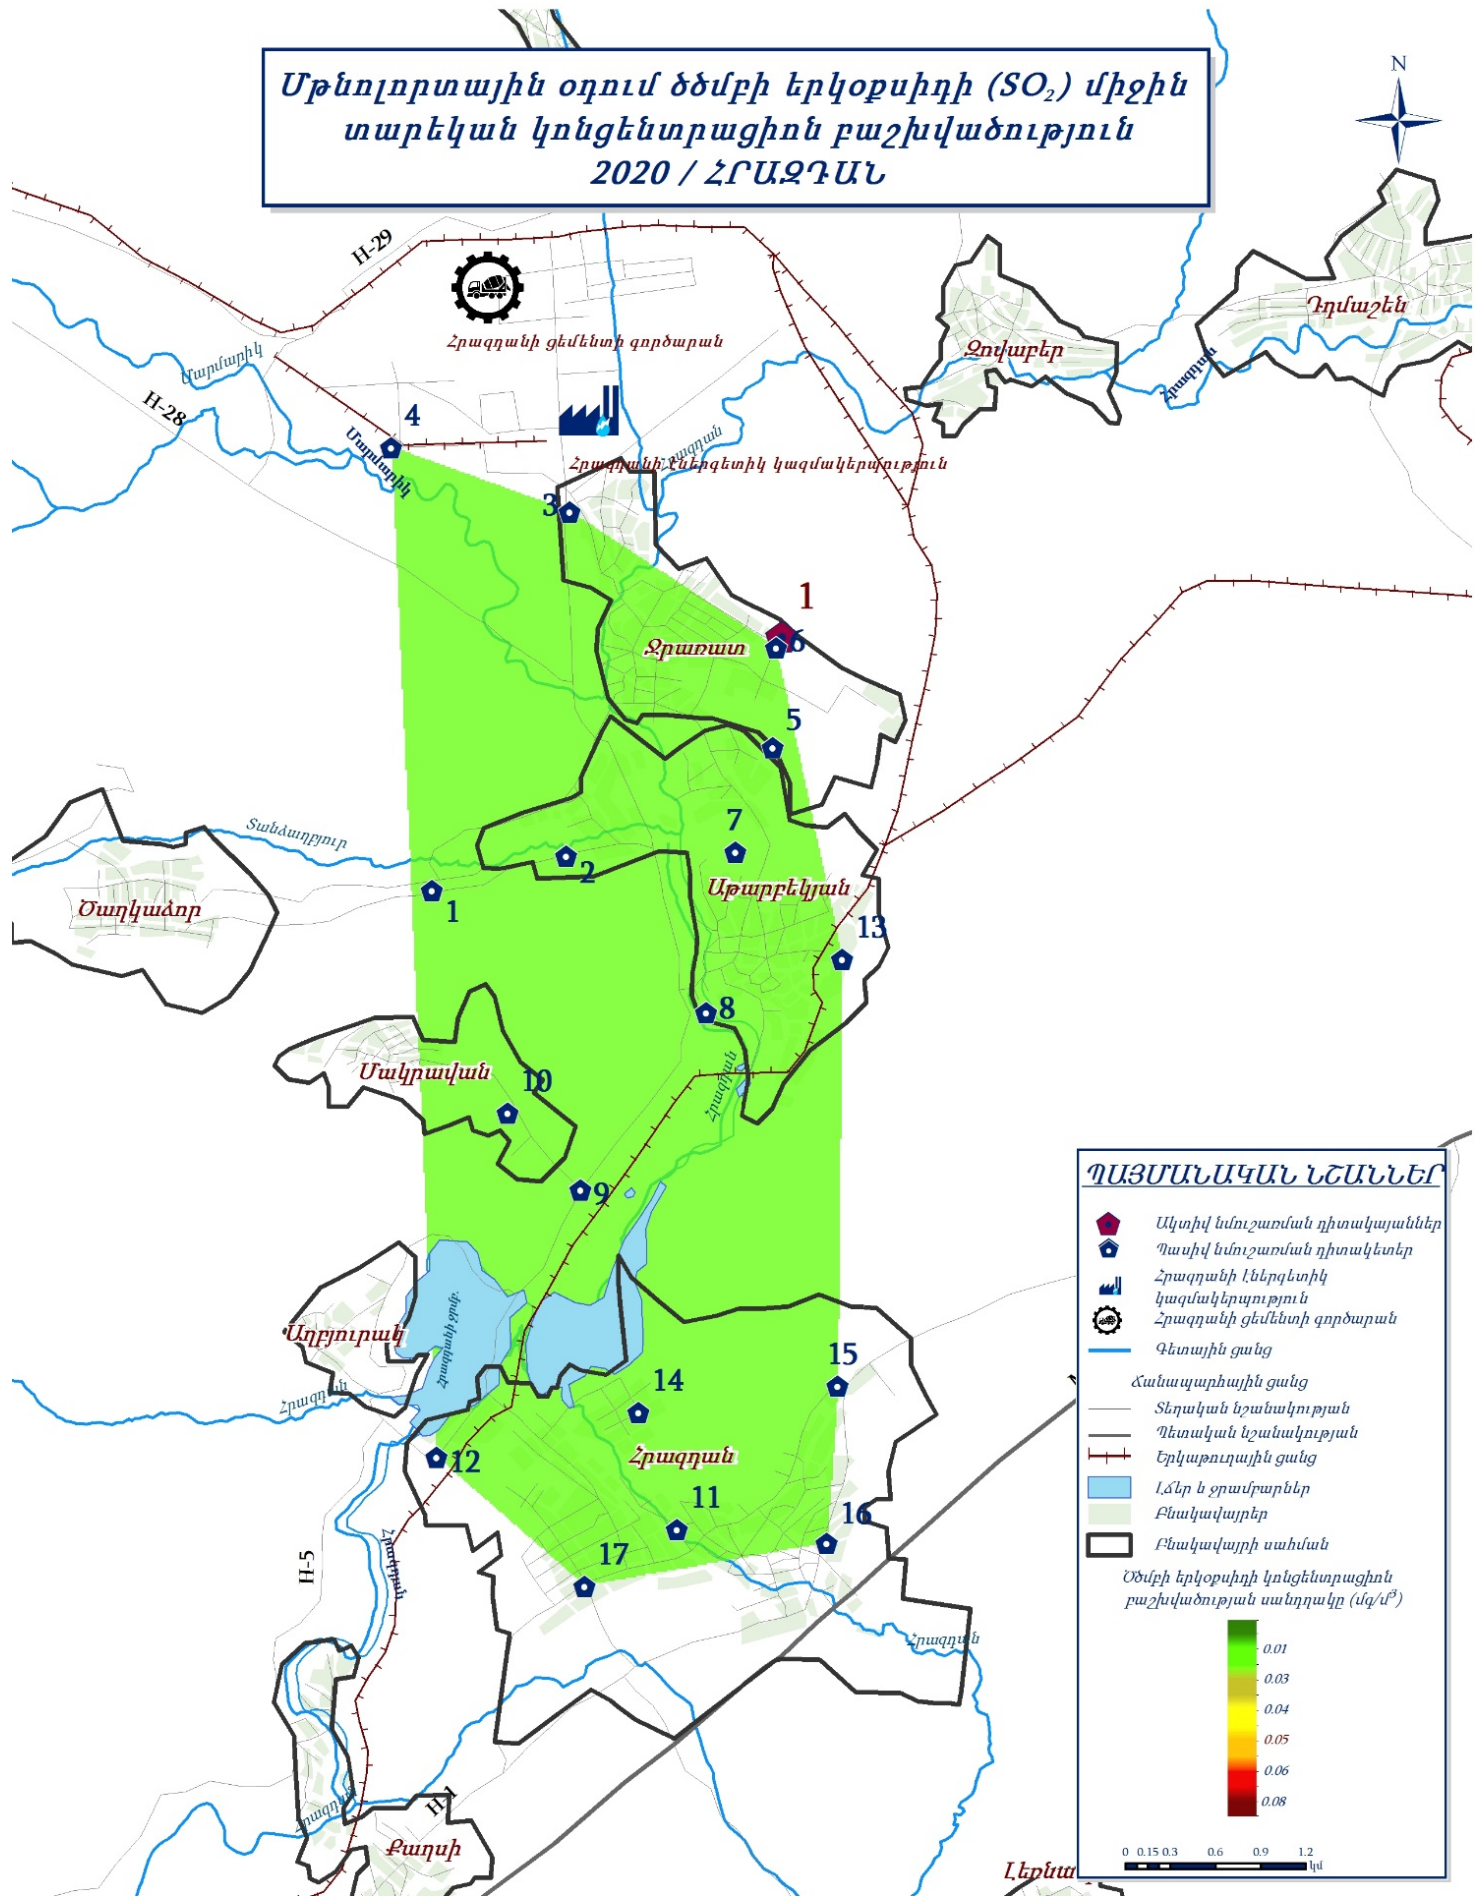 Մթնոլորտային օդում ծծմբի երկօքսիդի (SO₂) միջին
տարեկան կոնցենտրացիոն բաշխվածություն
2020 / ՀՐԱԶԴԱՆ
N
H-29
Հրազդանի ցեմենտի գործարան
Դդմաշեն
Զովաբեր
Մարմարիկ
H-28
4
Մարմարիկ
Հրազդան
Հրազդանի էներգետիկ կազմակերպություն
3
1
6
Ջրառատ
5
Տանձաղբյուր
7
2
Աթարբեկյան
1
Ծաղկաձոր
13
8
Մակրավան
10
Հրազդան
9
Աղբյուրակ
Հրազդանի ջրմբ.
Հրազդան
15
14
Հրազդան
12
11
16
17
H-5
Հրազդան
Հրազդան
Հրազդան
H-1
Քաղսի
ՊԱՅՄԱՆԱԿԱՆ ՆՇԱՆՆԵՐ
Ակտիվ նմուշառման դիտակայաններ
Պասիվ նմուշառման դիտակետեր
Հրազդանի էներգետիկ
կազմակերպություն
Հրազդանի ցեմենտի գործարան
Գետային ցանց
Ճանապարհային ցանց
Տեղական նշանակության
Պետական նշանակության
Երկաթուղային ցանց
Լճեր և ջրամբարներ
Բնակավայրեր
Բնակավայրի սահման
Ծծմբի երկօքսիդի կոնցենտրացիոն
բաշխվածության սանդղակը (մգ/մ³)
0.01
0.03
0.04
0.05
0.06
0.08
0 0.15 0.3 0.6 0.9 1.2
կմ